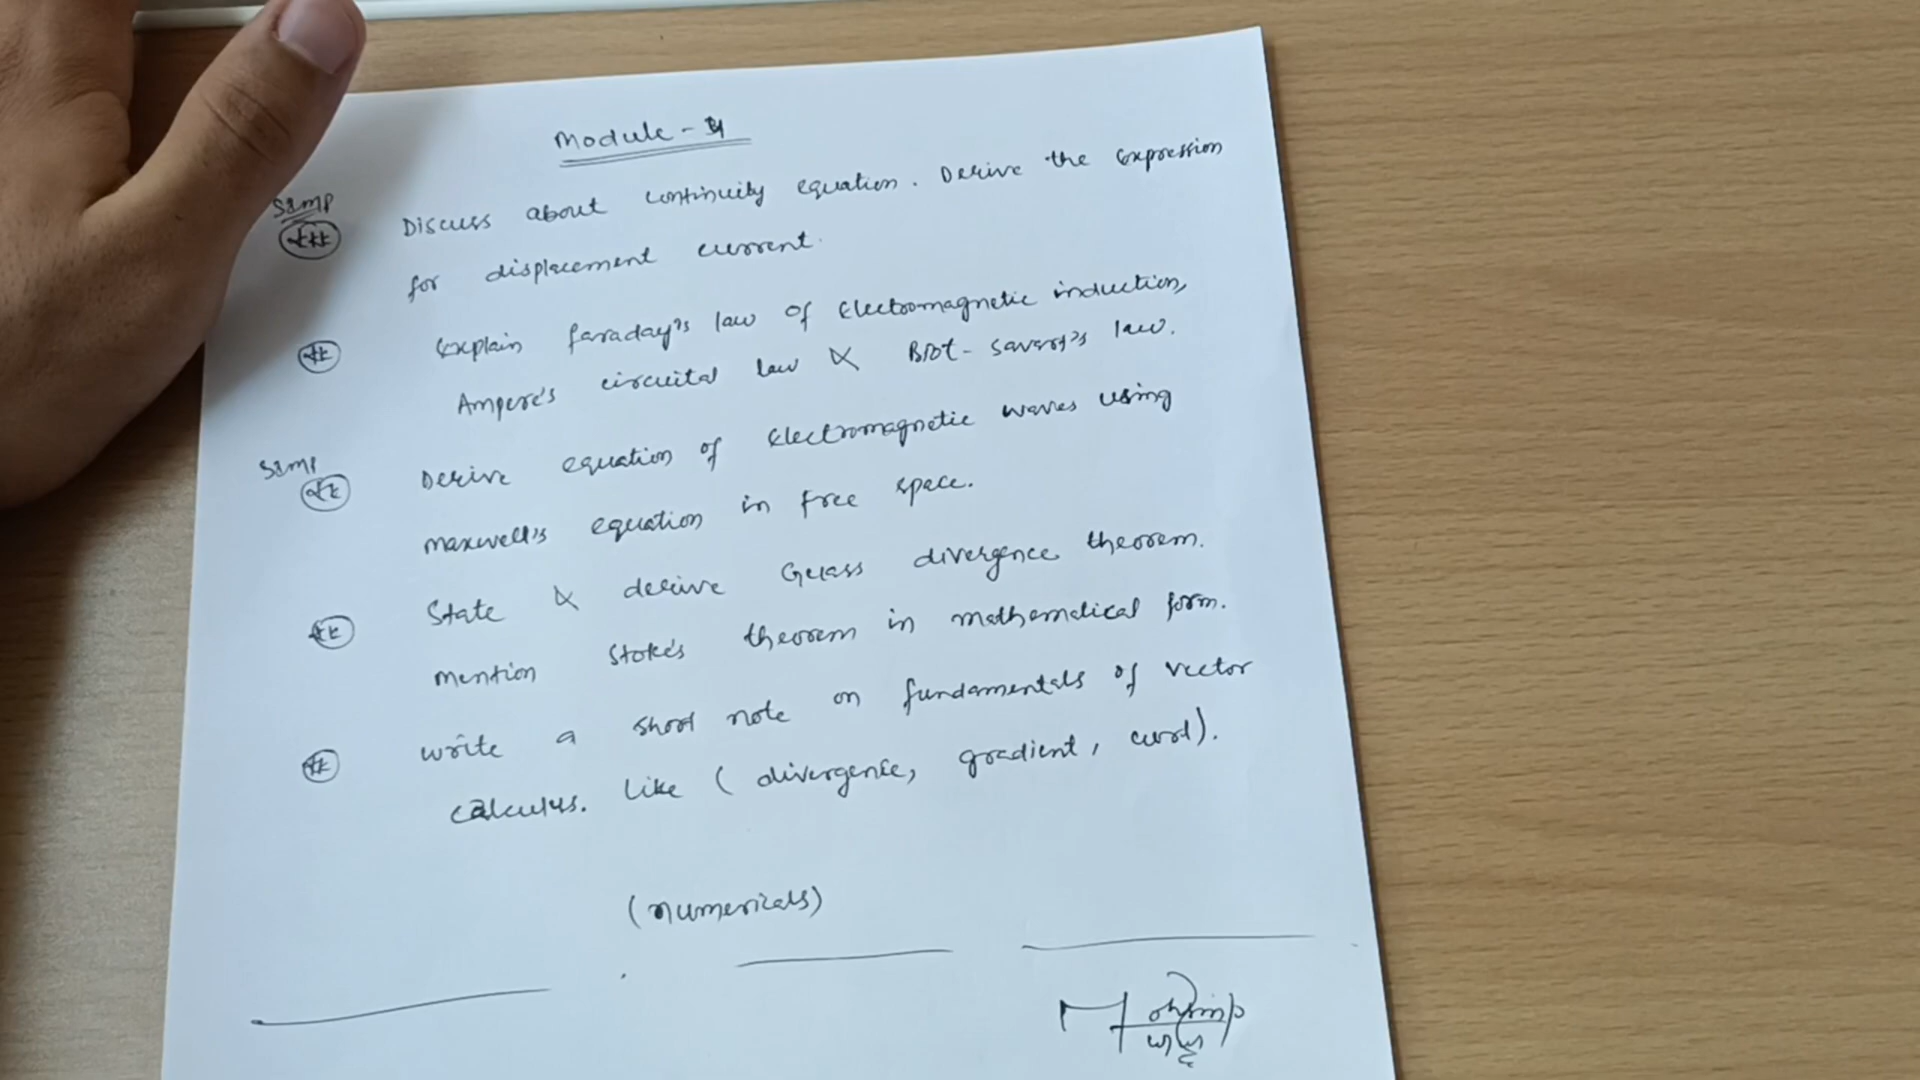 Module - 4
SImp
*** Discuss about continuity equation. Derive the expression
for displacement current.
** Explain faraday's law of Electromagnetic induction,
Ampere's circuital law & Biot-Savart's law.
SImp
** Derive equation of Electromagnetic waves using
maxwell's equation in free space.
** State & derive Guass divergence theorem.
mention Stoke's theorem in mathematical form.
** write a short note on fundamentals of vector
calculus. Like (divergence, gradient, curl).
(numericals)